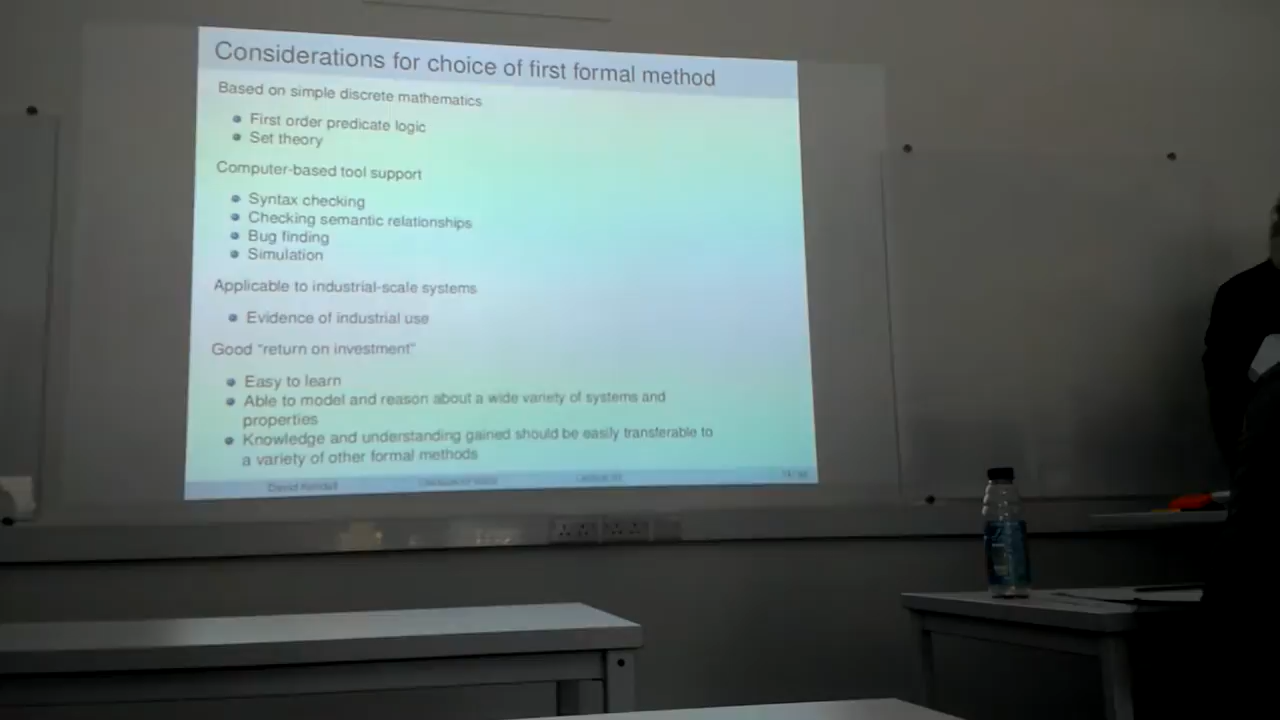 Considerations for choice of first formal method
Based on simple discrete mathematics
First order predicate logic
Set theory
Computer-based tool support
Syntax checking
Checking semantic relationships
Bug finding
Simulation
Applicable to industrial-scale systems
Evidence of industrial use
Good “return on investment”
Easy to learn
Able to model and reason about a wide variety of systems and
properties
Knowledge and understanding gained should be easily transferable to
a variety of other formal methods
David Kendall